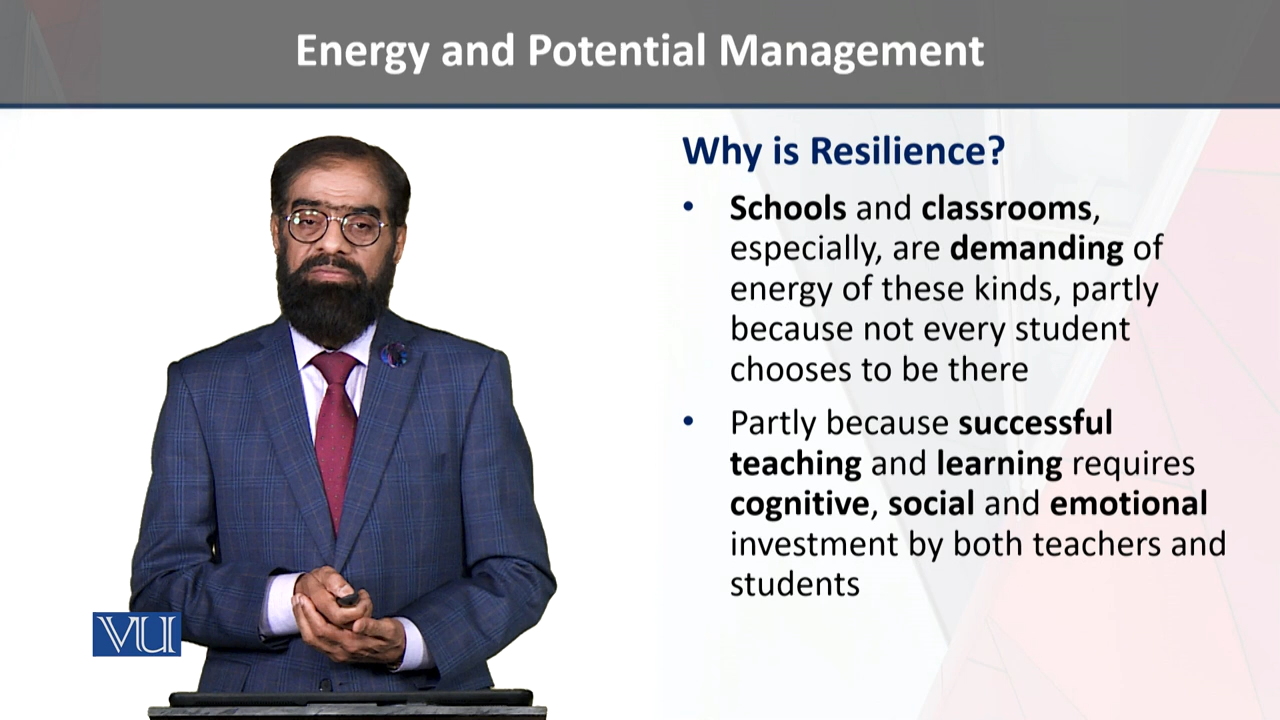 Energy and Potential Management
Why is Resilience?
• Schools and classrooms,
especially, are demanding of
energy of these kinds, partly
because not every student
chooses to be there
• Partly because successful
teaching and learning requires
cognitive, social and emotional
investment by both teachers and
students
VU